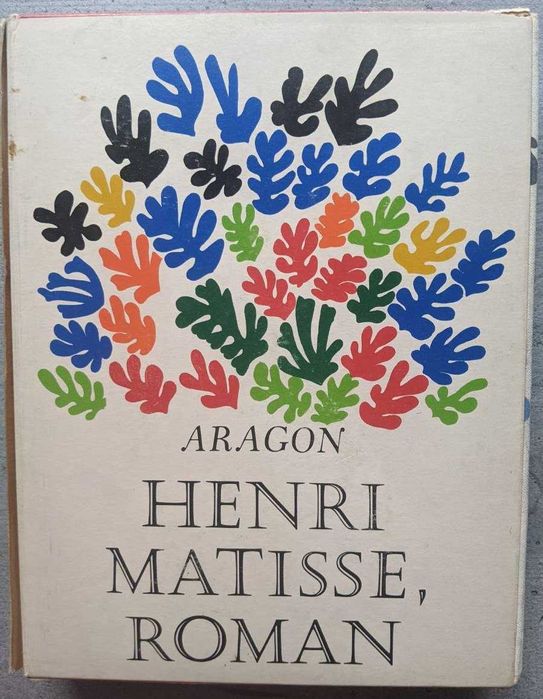 ARAGON
HENRI
MATISSE,
ROMAN